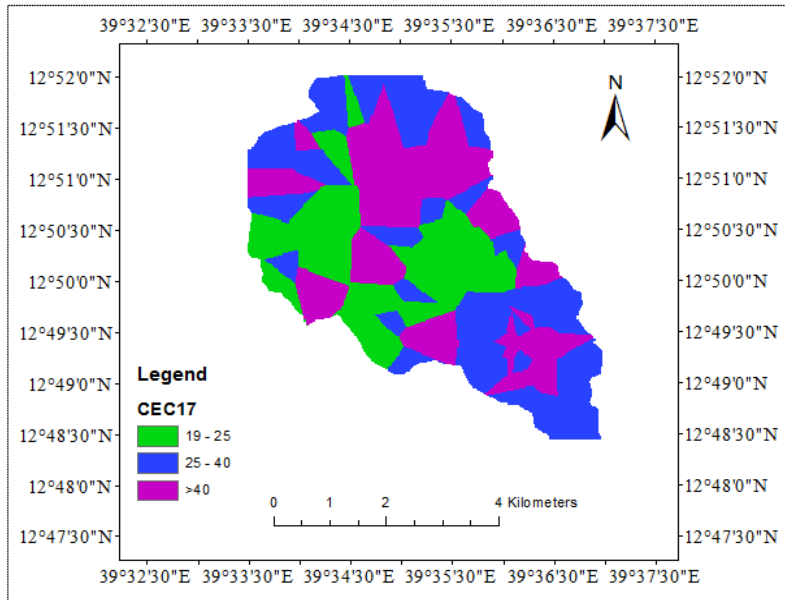 39°32'30"E 39°33'30"E 39°34'30"E 39°35'30"E 39°36'30"E 39°37'30"E
N
12°52'0"N 12°52'0"N
12°51'30"N 12°51'30"N
12°51'0"N 12°51'0"N
12°50'30"N 12°50'30"N
12°50'0"N 12°50'0"N
12°49'30"N 12°49'30"N
12°49'0"N 12°49'0"N
12°48'30"N 12°48'30"N
12°48'0"N 12°48'0"N
12°47'30"N 12°47'30"N
Legend
CEC17
19 - 25
25 - 40
>40
0 1 2 4 Kilometers
39°32'30"E 39°33'30"E 39°34'30"E 39°35'30"E 39°36'30"E 39°37'30"E